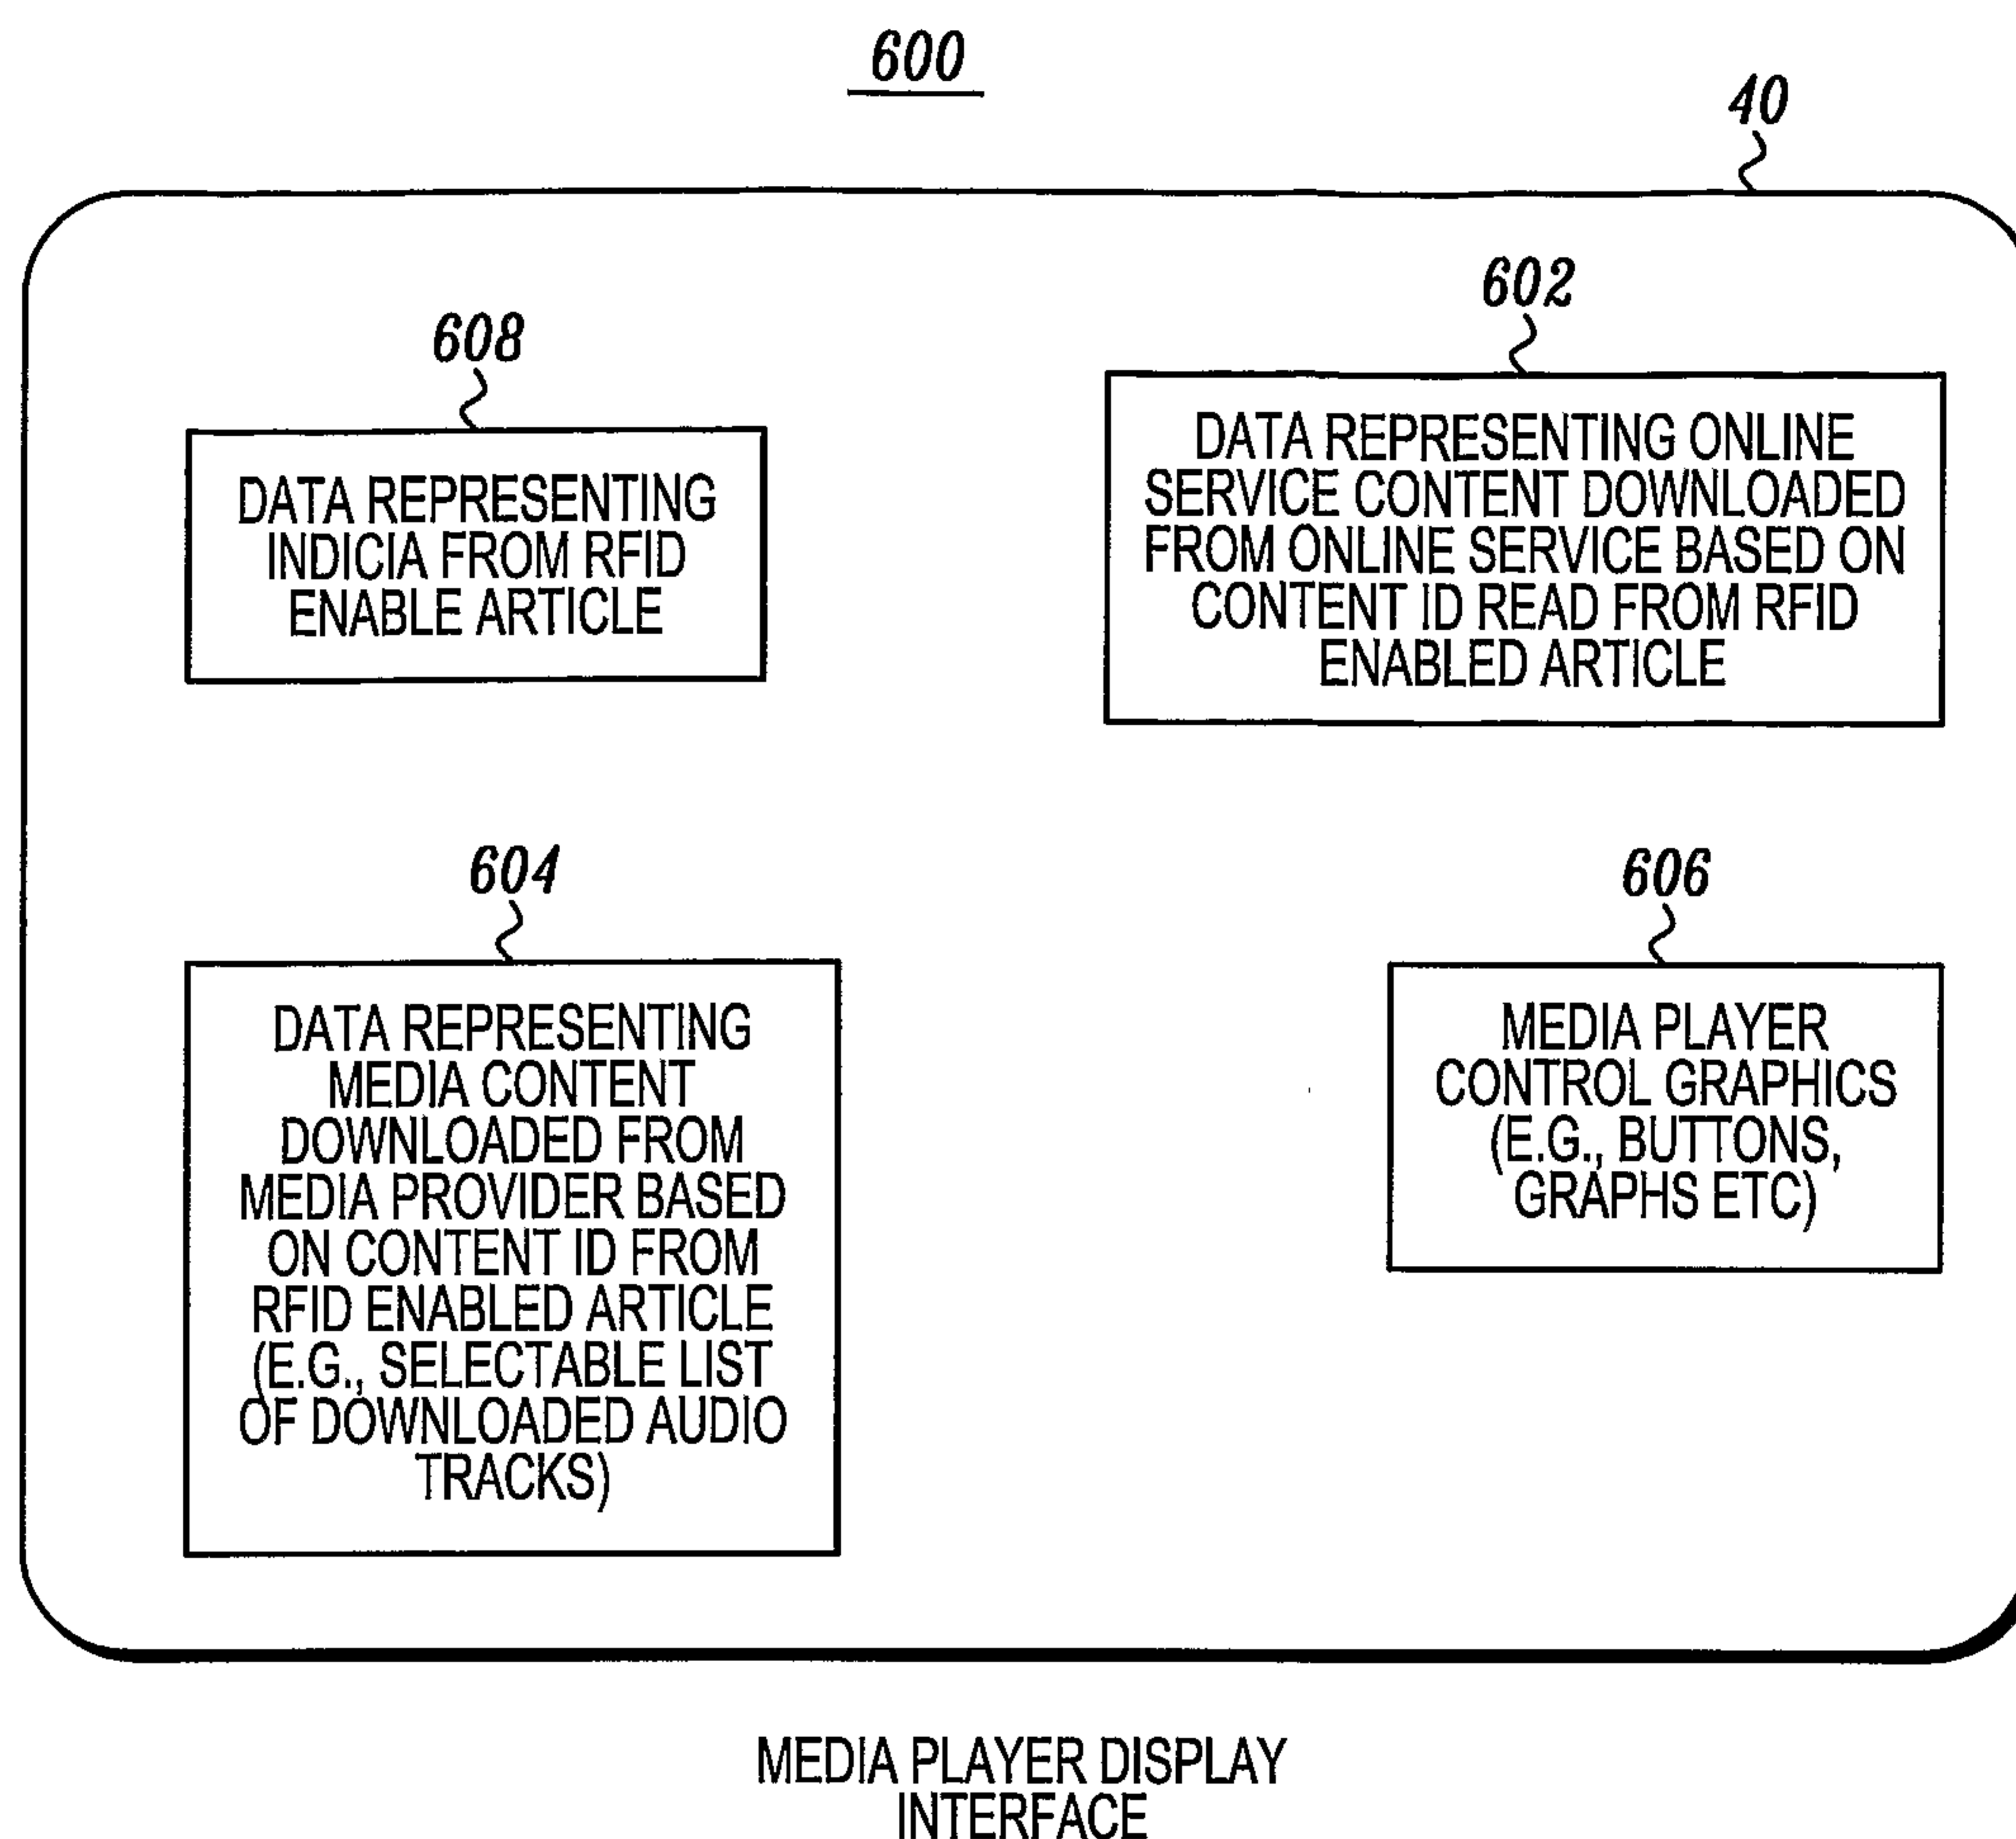 600
40
608
DATA REPRESENTING
INDICIA FROM RFID
ENABLE ARTICLE
602
DATA REPRESENTING ONLINE
SERVICE CONTENT DOWNLOADED
FROM ONLINE SERVICE BASED ON
CONTENT ID READ FROM RFID
ENABLED ARTICLE
604
DATA REPRESENTING
MEDIA CONTENT
DOWNLOADED FROM
MEDIA PROVIDER BASED
ON CONTENT ID FROM
RFID ENABLED ARTICLE
(E.G., SELECTABLE LIST
OF DOWNLOADED AUDIO
TRACKS)
606
MEDIA PLAYER
CONTROL GRAPHICS
(E.G., BUTTONS,
GRAPHS ETC)
MEDIA PLAYER DISPLAY
INTERFACE